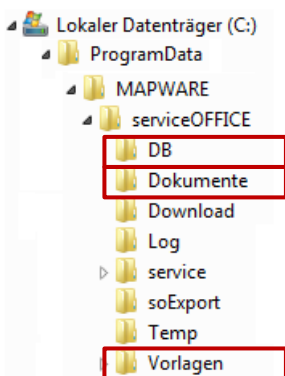 Lokaler Datenträger (C:)
ProgramData
MAPWARE
serviceOFFICE
DB
Dokumente
Download
Log
service
soExport
Temp
Vorlagen